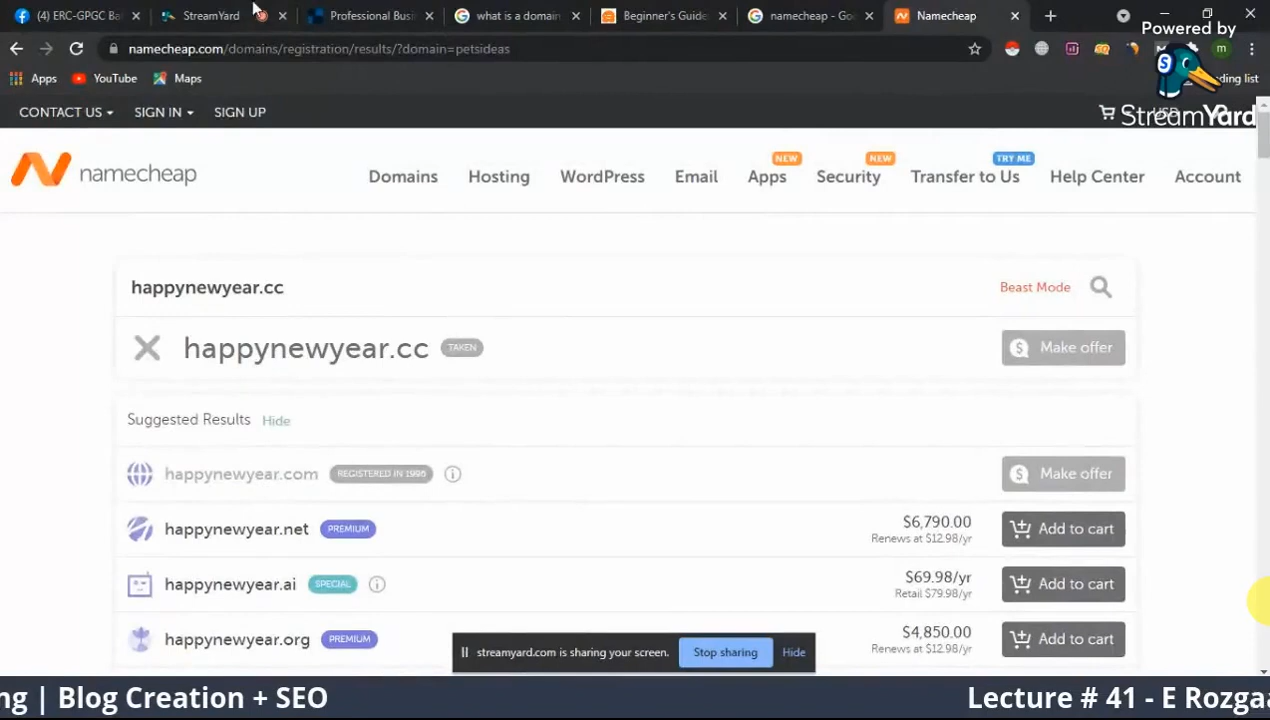 (4) ERC-GPGC Ba
StreamYard
Professional Busi
what is a domain
Beginner's Guide
namecheap - Goo
Namecheap
Powered by
namecheap.com/domains/registration/results/?domain=petsideas
m
Apps
YouTube
Maps
ding list
StreamYard
CONTACT US
SIGN IN
SIGN UP
namecheap
Domains
Hosting
WordPress
Email
Apps
NEW
Security
NEW
Transfer to Us
TRY ME
Help Center
Account
happynewyear.cc
Beast Mode
happynewyear.cc TAKEN
Make offer
Suggested Results Hide
happynewyear.com REGISTERED IN 1996
Make offer
happynewyear.net PREMIUM
$6,790.00
Renews at $12.98/yr
Add to cart
happynewyear.ai SPECIAL
$69.98/yr
Retail $79.98/yr
Add to cart
happynewyear.org PREMIUM
$4,850.00
Renews at $12.98/yr
Add to cart
streamyard.com is sharing your screen.
Stop sharing
Hide
ng | Blog Creation + SEO
Lecture # 41 - E Rozga